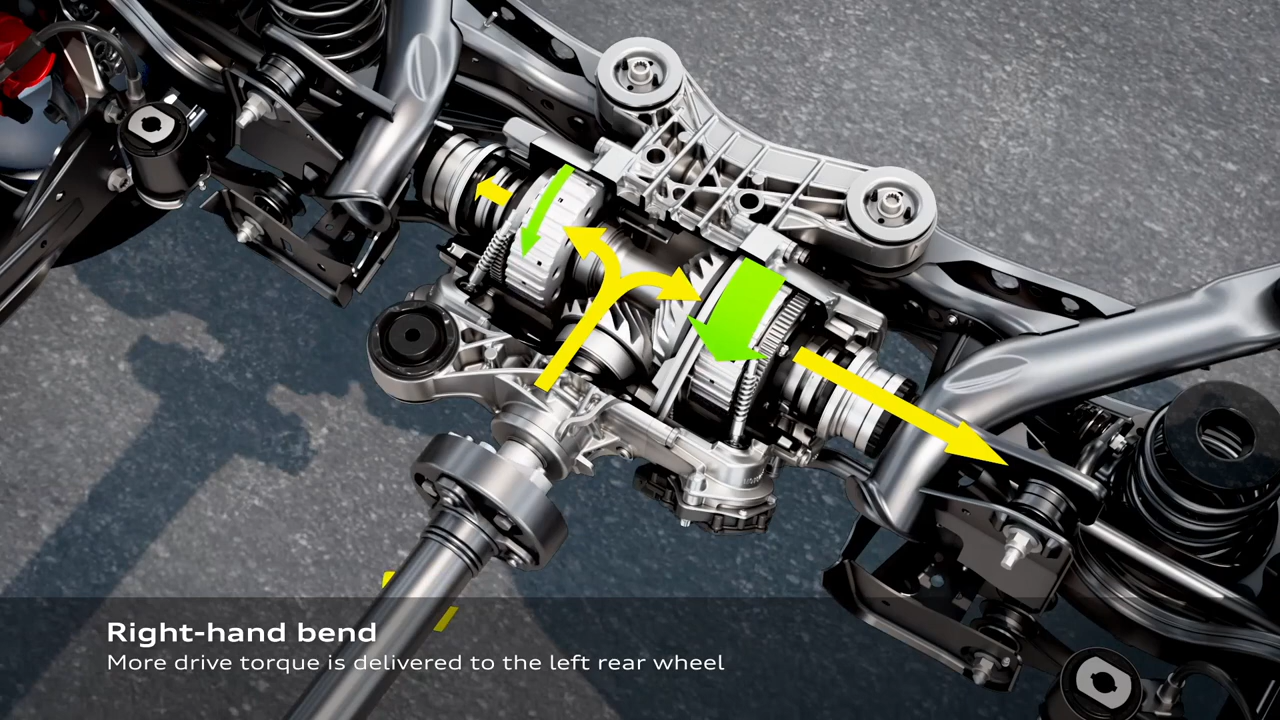 Right-hand bend
More drive torque is delivered to the left rear wheel